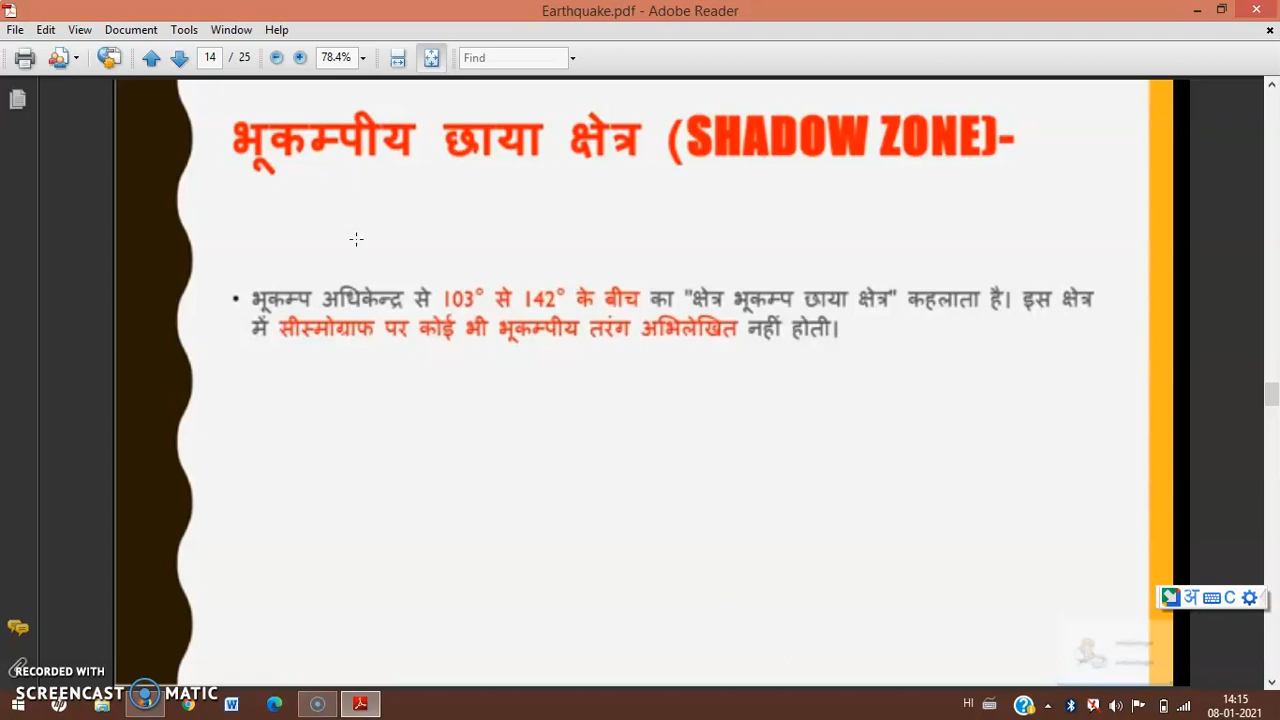 Earthquake.pdf - Adobe Reader
File Edit View Document Tools Window Help
14 / 25 78.4% Find
भूकम्पीय छाया क्षेत्र (SHADOW ZONE)-
• भूकम्प अधिकेन्द्र से 103° से 142° के बीच का "क्षेत्र भूकम्प छाया क्षेत्र" कहलाता है। इस क्षेत्र
में सीस्मोग्राफ पर कोई भी भूकम्पीय तरंग अभिलेखित नहीं होती।
अ C
RECORDED WITH
SCREENCAST MATIC
HI 14:15
08-01-2021